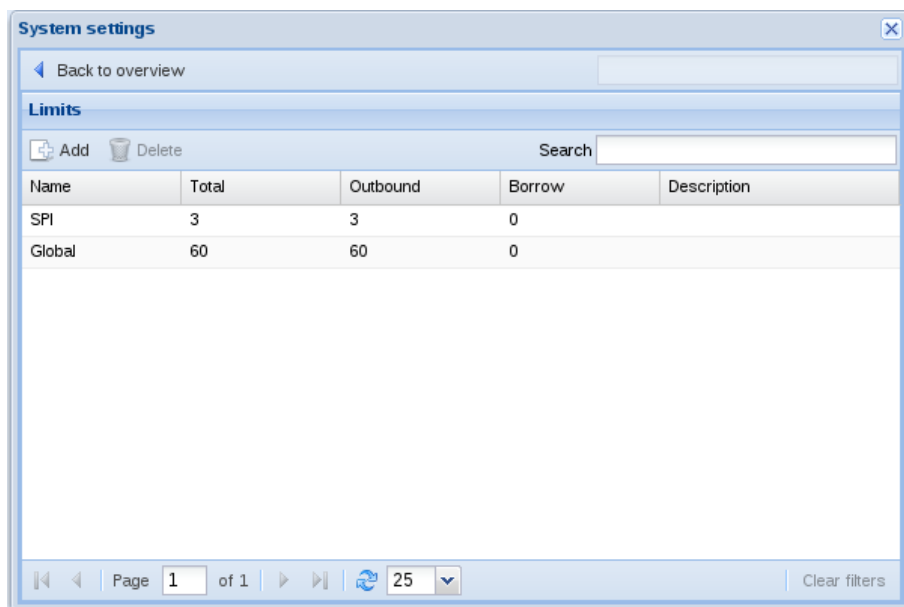 System settings
Back to overview
Limits
Add Delete Search
Name Total Outbound Borrow Description
SPI 3 3 0
Global 60 60 0
Page 1 of 1 25 Clear filters